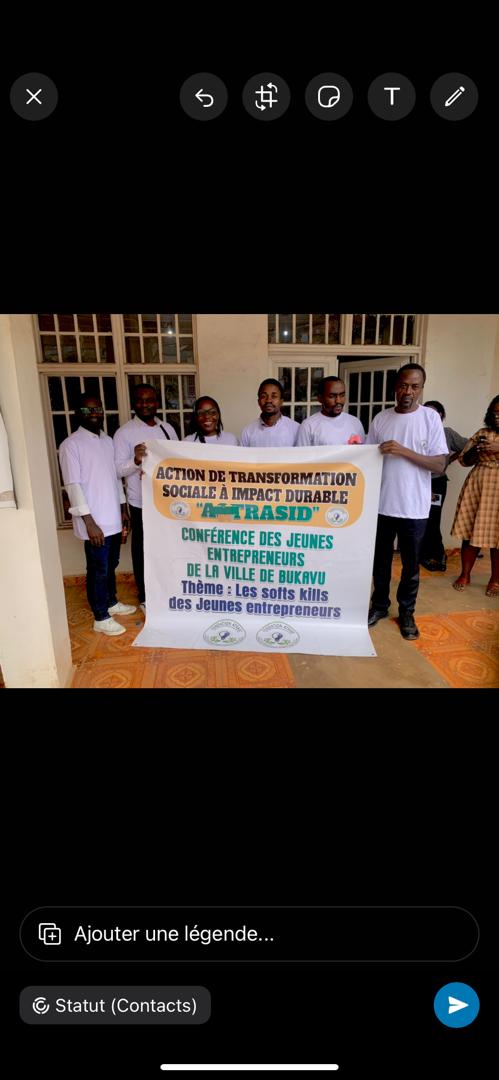 T
ACTION DE TRANSFORMATION
SOCIALE À IMPACT DURABLE
CONFÉRENCE DES JEUNES
ENTREPRENEURS
DE LA VILLE DE BUKAVU
Thème : Les softs kills
des Jeunes entrepreneurs
Ajouter une légende...
Statut (Contacts)